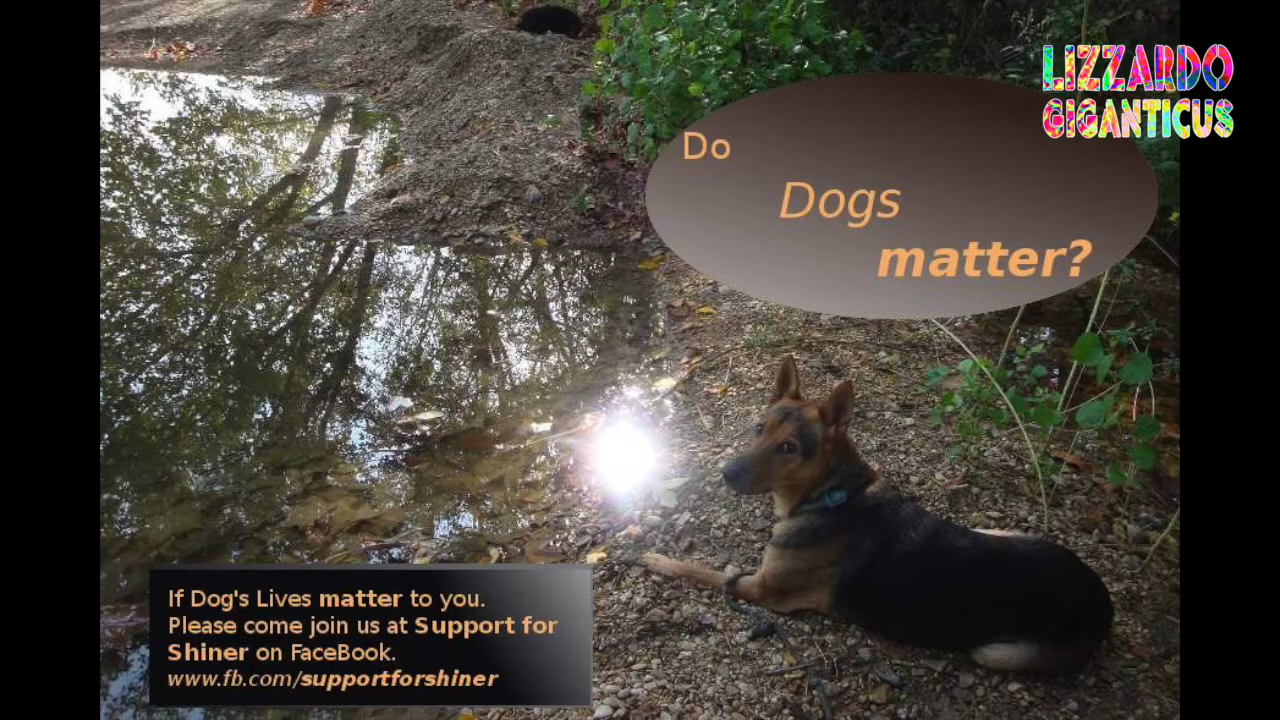 LIZZARDO
GIGANTICUS
Do
Dogs
matter?
If Dog's Lives matter to you.
Please come join us at Support for
Shiner on FaceBook.
www.fb.com/supportforshiner